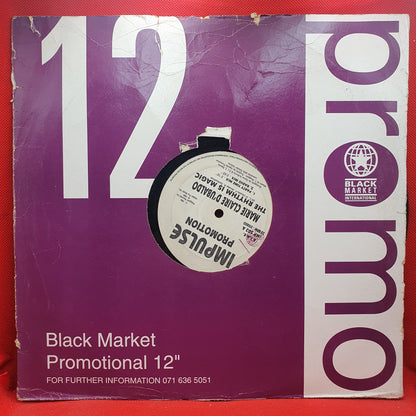 12
promo
BLACK
MARKET
INTERNATIONAL
IMPULSE
PROMOTION
MARIE CLAIRE D'UBALDO
THE RHYTHM IS MAGIC
Black Market
Promotional 12"
FOR FURTHER INFORMATION 071 636 5051